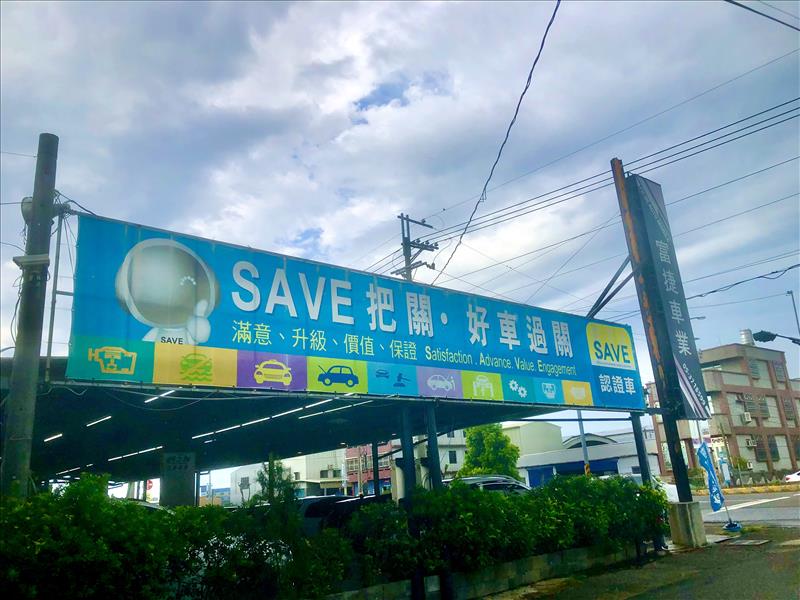 SAVE 把關・好車過關
滿意、升級、價值、保證 Satisfaction . Advance. Value. Engagement
SAVE
SAVE
認證車
富捷車業